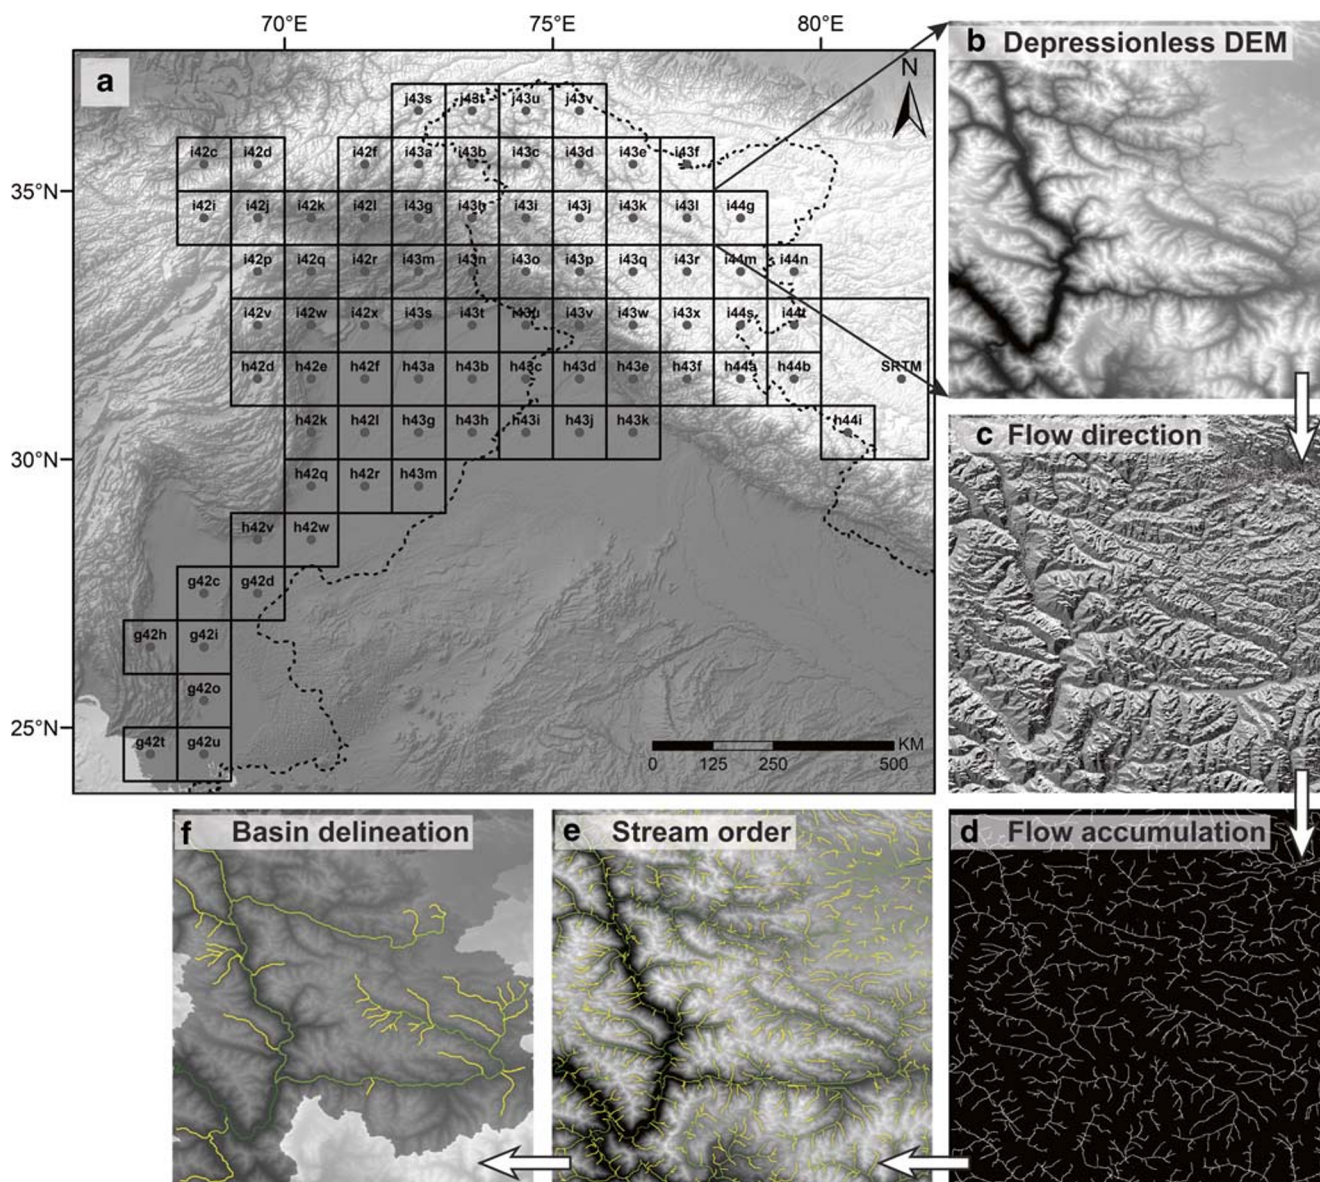 70°E 75°E 80°E
a
N
b Depressionless DEM
j43s j43t j43u j43v
i42c i42d i42f i43a i43b i43c i43d i43e i43f
35°N
i42i i42j i42k i42l i43g i43h i43i i43j i43k i43l i44g
i42p i42q i42r i43m i43n i43o i43p i43q i43r i44m i44n
i42v i42w i42x i43s i43t i43u i43v i43w i43x i44s i44t
h42d h42e h42f h43a h43b h43c h43d h43e h43f h44a h44b SRTM
h42k h42l h43g h43h h43i h43j h43k h44i
c Flow direction
30°N
h42q h42r h43m
h42v h42w
g42c g42d
g42h g42i
g42o
25°N
g42t g42u
KM
0 125 250 500
f Basin delineation
e Stream order
d Flow accumulation